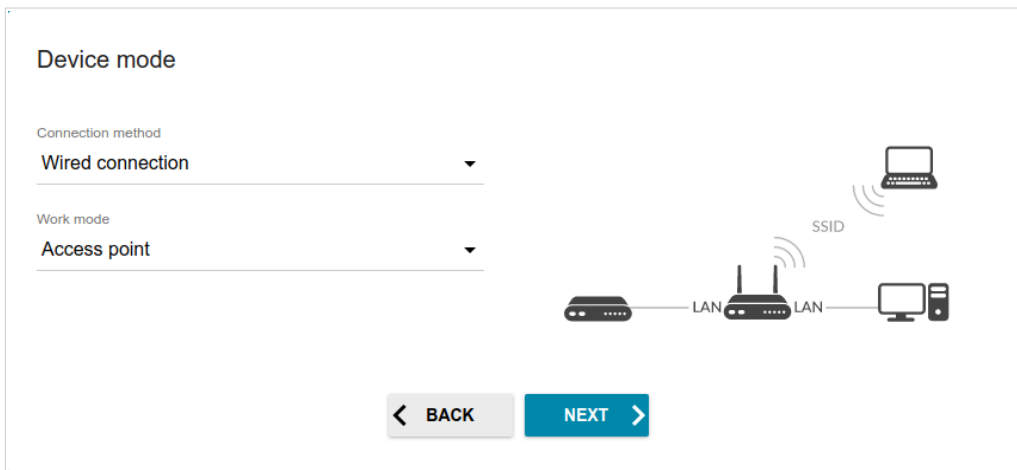 Device mode
Connection method
Wired connection
Work mode
Access point
SSID
LAN
LAN
BACK
NEXT